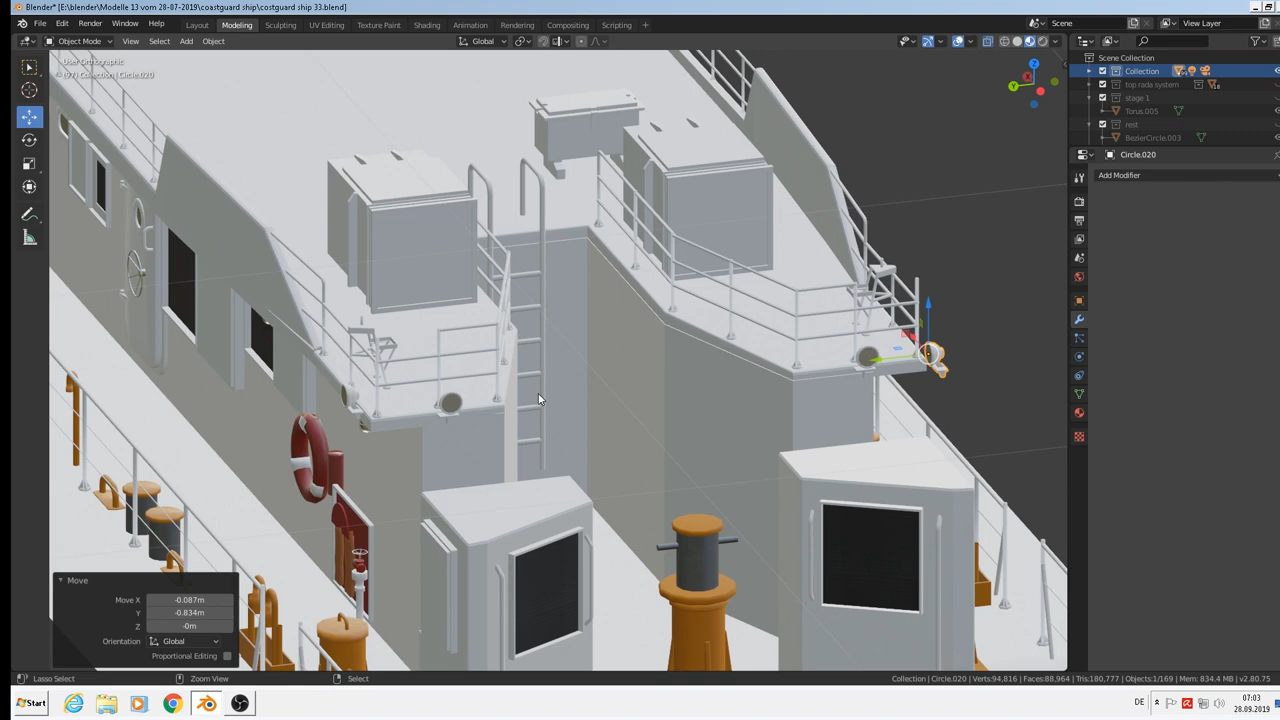 Blender* [E:\blender\Modelle 13 vom 28-07-2019\coastguard ship\costguard ship 33.blend]
File Edit Render Window Help
Layout Modeling Sculpting UV Editing Texture Paint Shading Animation Rendering Compositing Scripting +
Scene
View Layer
Object Mode View Select Add Object
Global
User Orthographic
(97) Collection | Circle.020
Z
Y
X
Scene Collection
Collection
top rada system
stage 1
Torus.005
rest
BezierCircle.003
Circle.020
Add Modifier
Move
Move X -0.087m
Y -0.834m
Z -0m
Orientation Global
Proportional Editing
Lasso Select Zoom View Select
Collection | Circle.020 | Verts:94,816 | Faces:88,964 | Tris:180,777 | Objects:1/169 | Mem: 834.4 MB | v2.80.75
Start
DE
07:03
28.09.2019